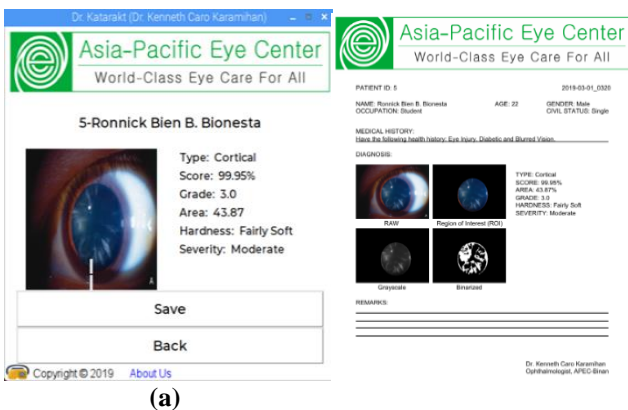 Dr. Katarakt (Dr. Kenneth Caro Karamihan)
Asia-Pacific Eye Center
World-Class Eye Care For All
5-Ronnick Bien B. Bionesta
Type: Cortical
Score: 99.95%
Grade: 3.0
Area: 43.87
Hardness: Fairly Soft
Severity: Moderate
Save
Back
Copyright © 2019 About Us
(a)
Asia-Pacific Eye Center
World-Class Eye Care For All
PATIENT ID: 5 2019-03-01_0320
NAME: Ronnick Bien B. Bionesta AGE: 22 GENDER: Male
OCCUPATION: Student CIVIL STATUS: Single
MEDICAL HISTORY:
Have the following health history: Eye Injury, Diabetic and Blurred Vision.
DIAGNOSIS:
TYPE: Cortical
SCORE: 99.95%
AREA: 43.87%
GRADE: 3.0
HARDNESS: Fairly Soft
SEVERITY: Moderate
RAW Region of Interest (ROI)
Grayscale Binarized
REMARKS:
Dr. Kenneth Caro Karamihan
Ophthalmologist, APEC-Binan